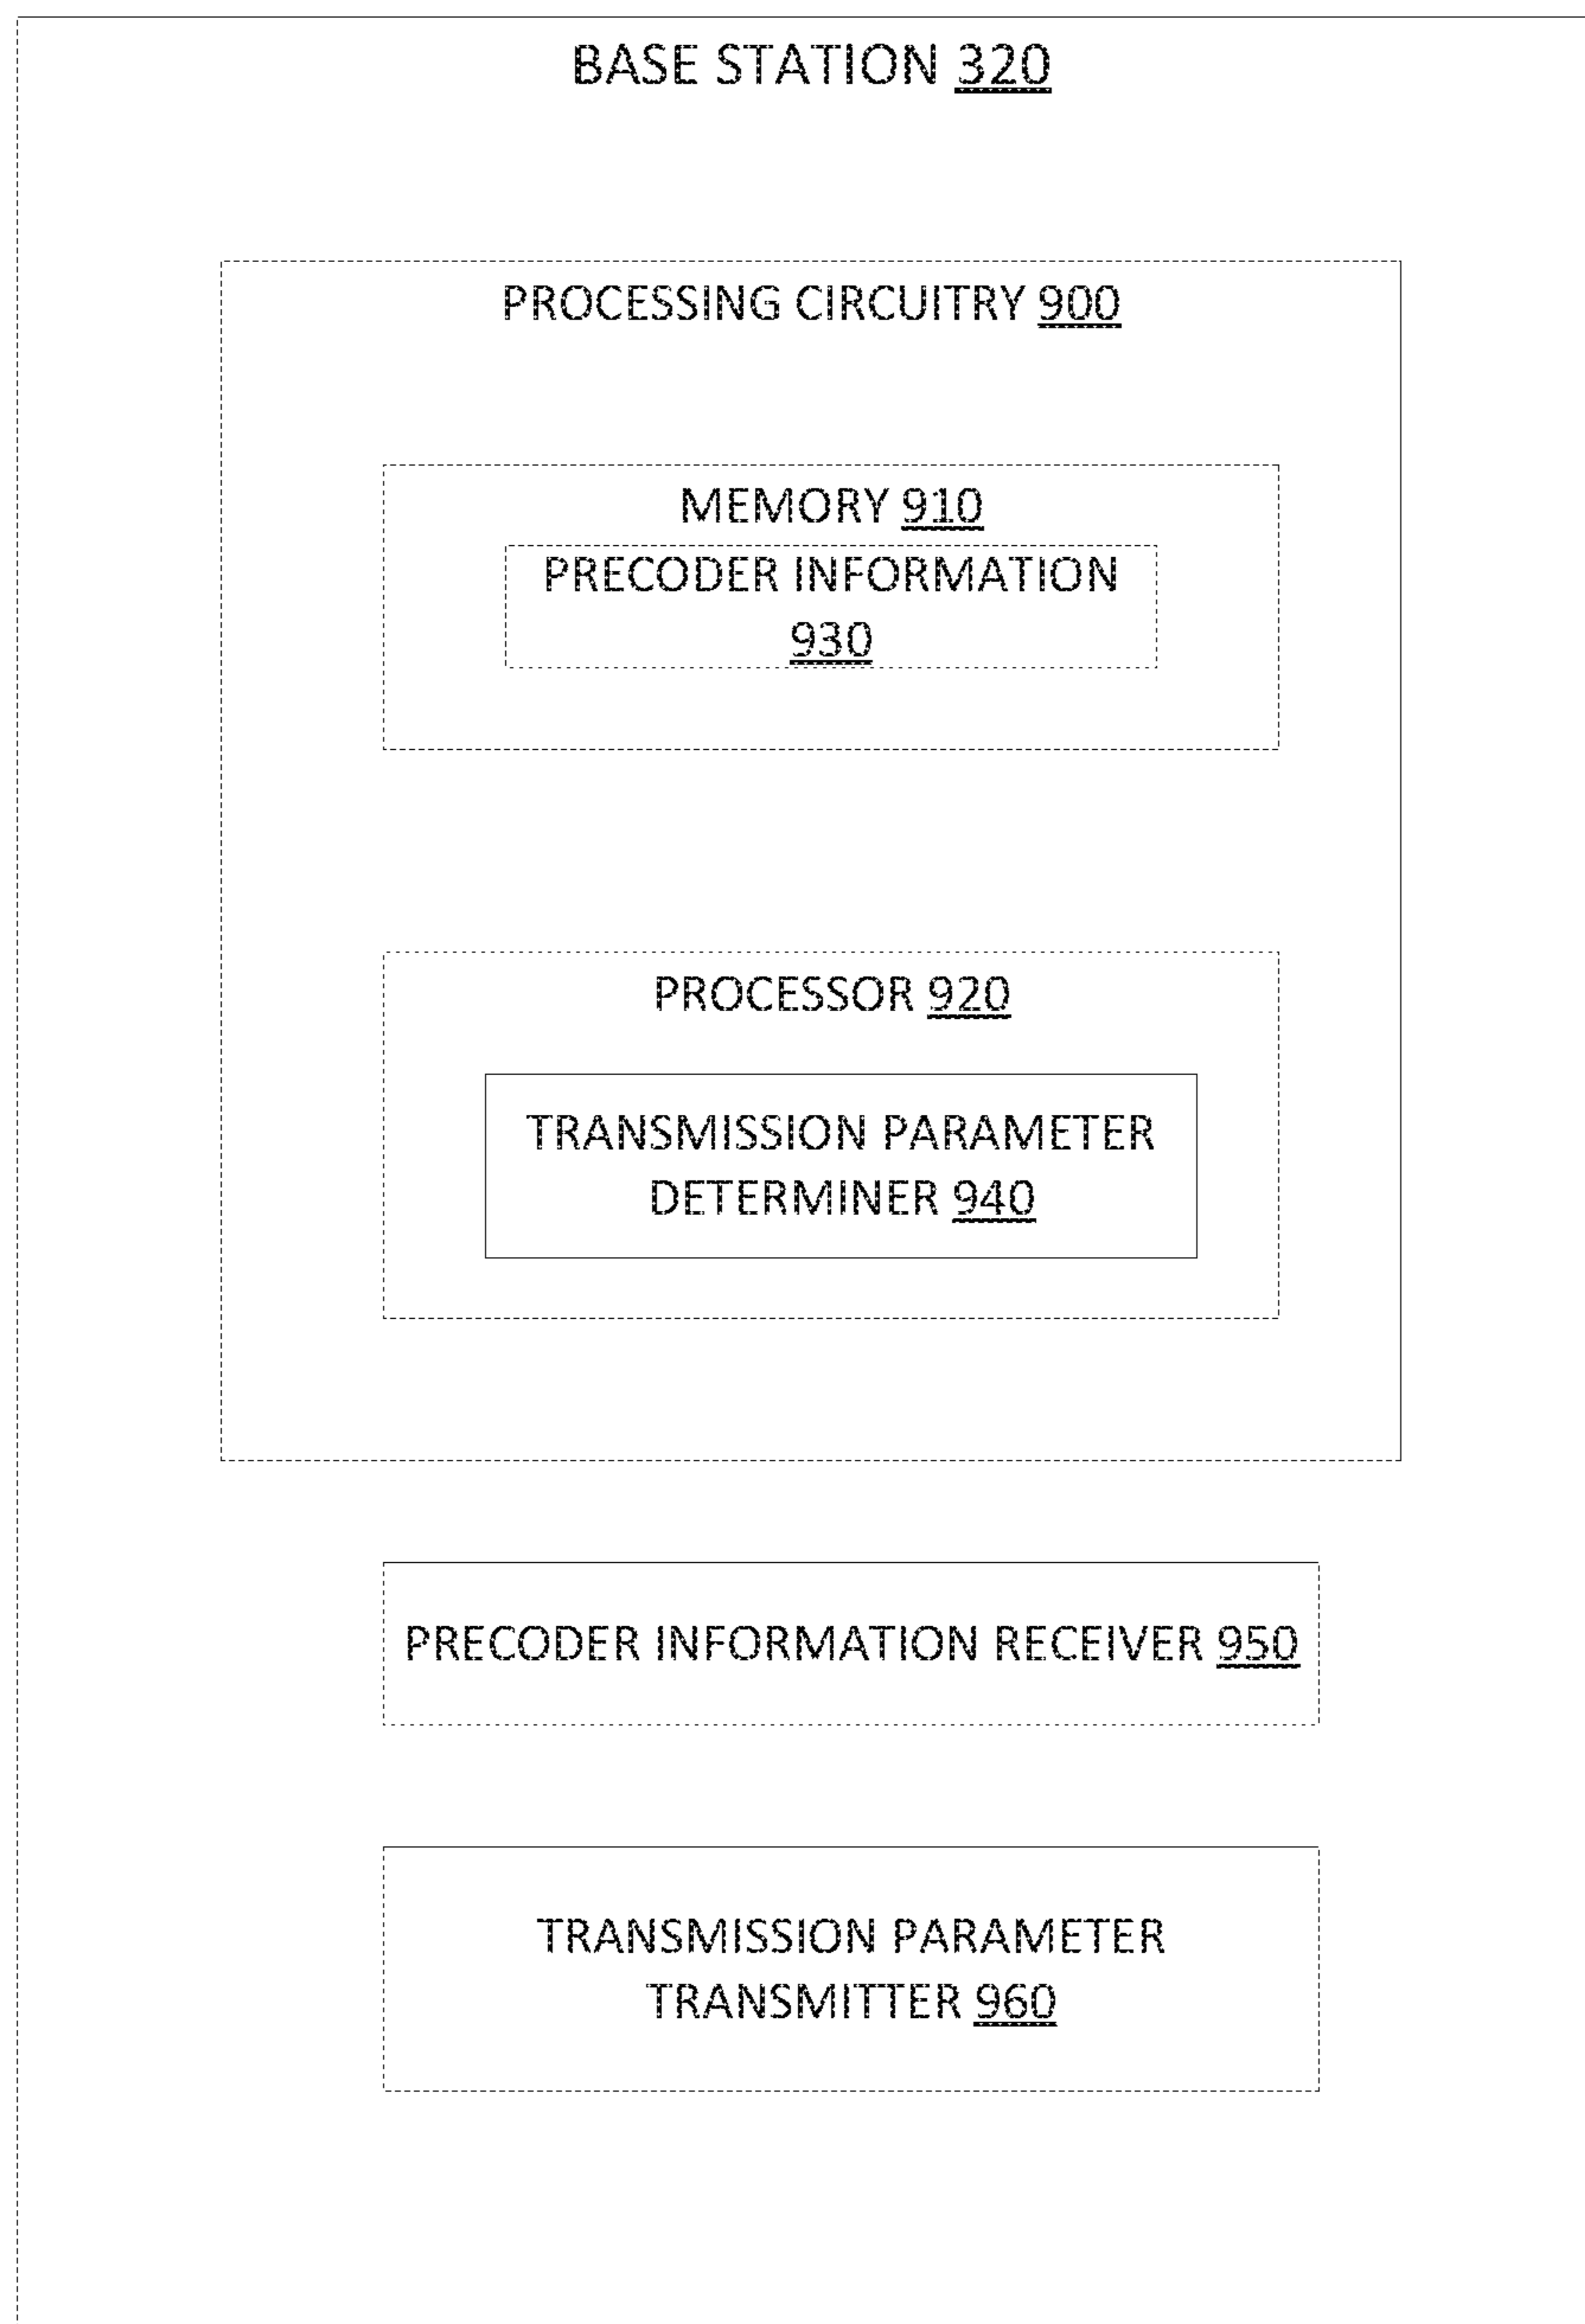 BASE STATION 320
PROCESSING CIRCUITRY 900
MEMORY 910
PRECODER INFORMATION
930
PROCESSOR 920
TRANSMISSION PARAMETER
DETERMINER 940
PRECODER INFORMATION RECEIVER 950
TRANSMISSION PARAMETER
TRANSMITTER 960